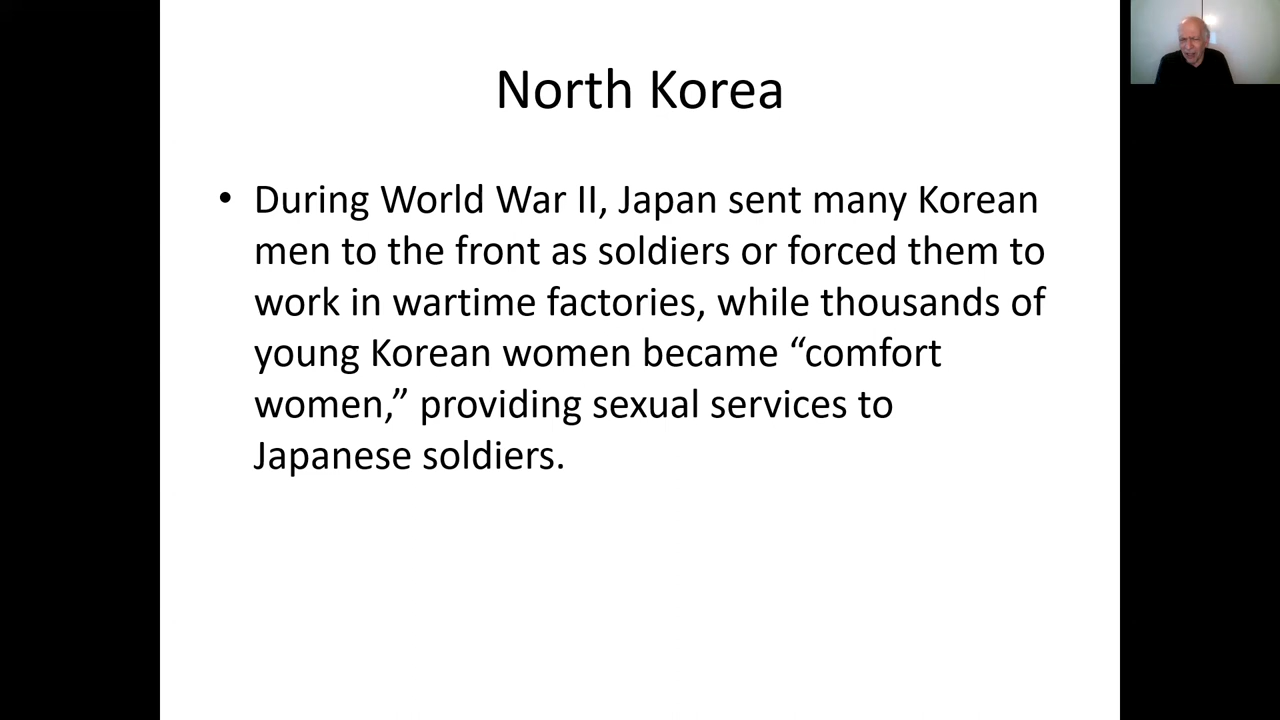 North Korea
• During World War II, Japan sent many Korean
men to the front as soldiers or forced them to
work in wartime factories, while thousands of
young Korean women became “comfort
women,” providing sexual services to
Japanese soldiers.